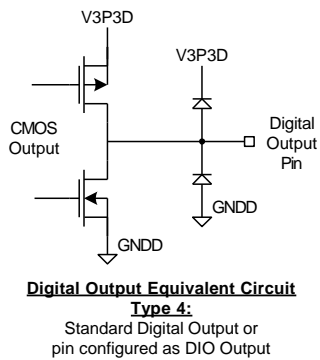 V3P3D
V3P3D
CMOS
Output
Digital
Output
Pin
GNDD
GNDD
Digital Output Equivalent Circuit
Type 4:
Standard Digital Output or
pin configured as DIO Output